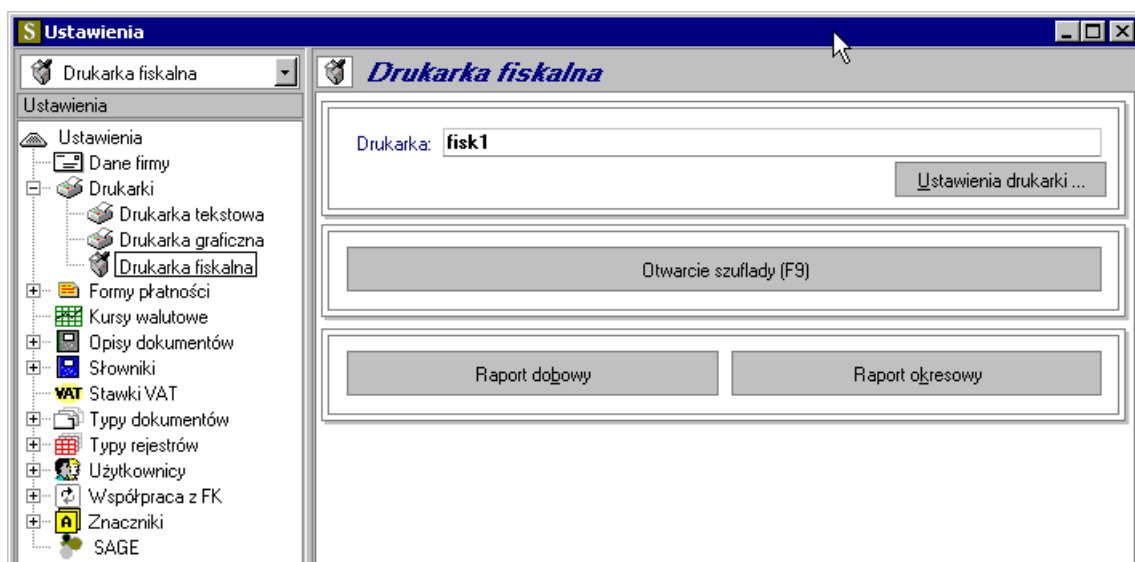 S Ustawienia
Drukarka fiskalna
Ustawienia
Ustawienia
Dane firmy
Drukarki
Drukarka tekstowa
Drukarka graficzna
Drukarka fiskalna
Formy płatności
Kursy walutowe
Opisy dokumentów
Słowniki
VAT Stawki VAT
Typy dokumentów
Typy rejestrów
Użytkownicy
Współpraca z FK
A Znaczniki
SAGE
Drukarka fiskalna
Drukarka: fisk1
Ustawienia drukarki ...
Otwarcie szuflady (F9)
Raport dobowy
Raport okresowy